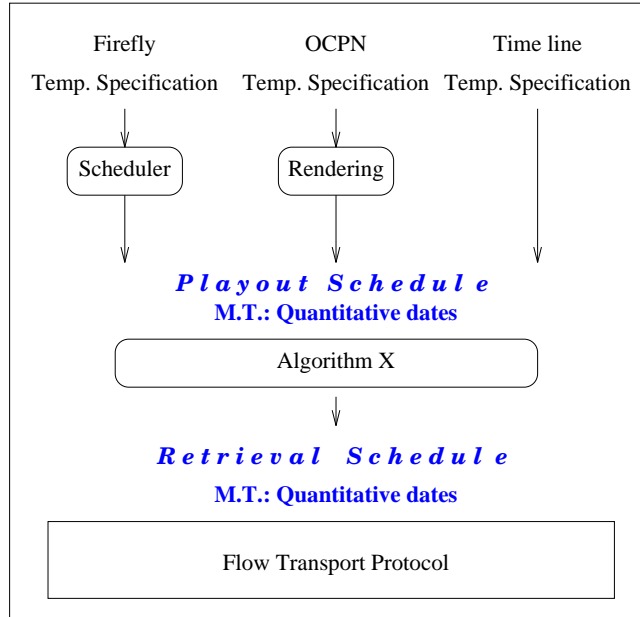 Firefly OCPN Time line
Temp. Specification Temp. Specification Temp. Specification
Scheduler Rendering
Playout Schedule
M.T.: Quantitative dates
Algorithm X
Retrieval Schedule
M.T.: Quantitative dates
Flow Transport Protocol